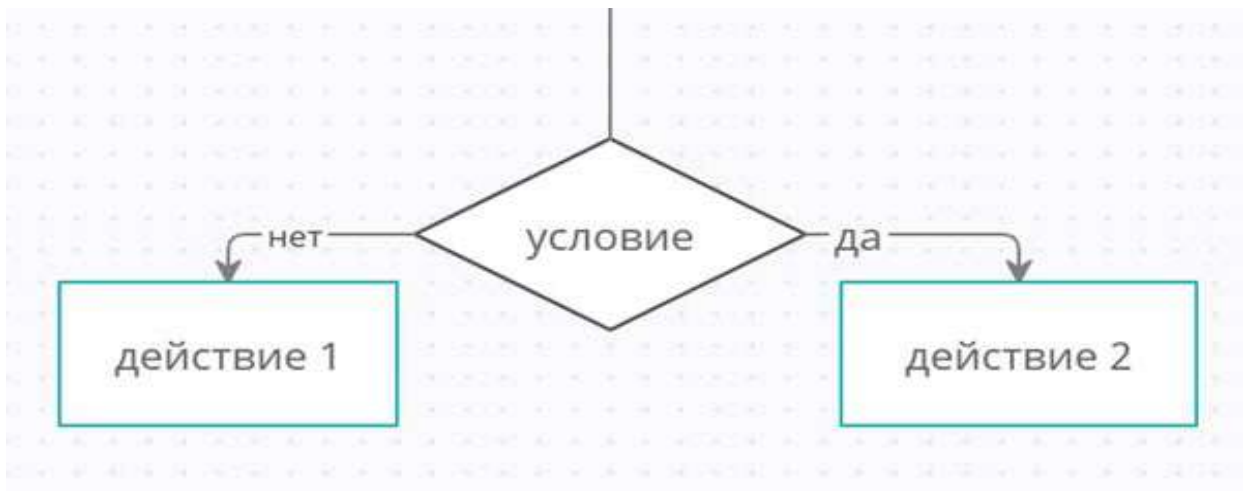 нет
условие
да
действие 1
действие 2